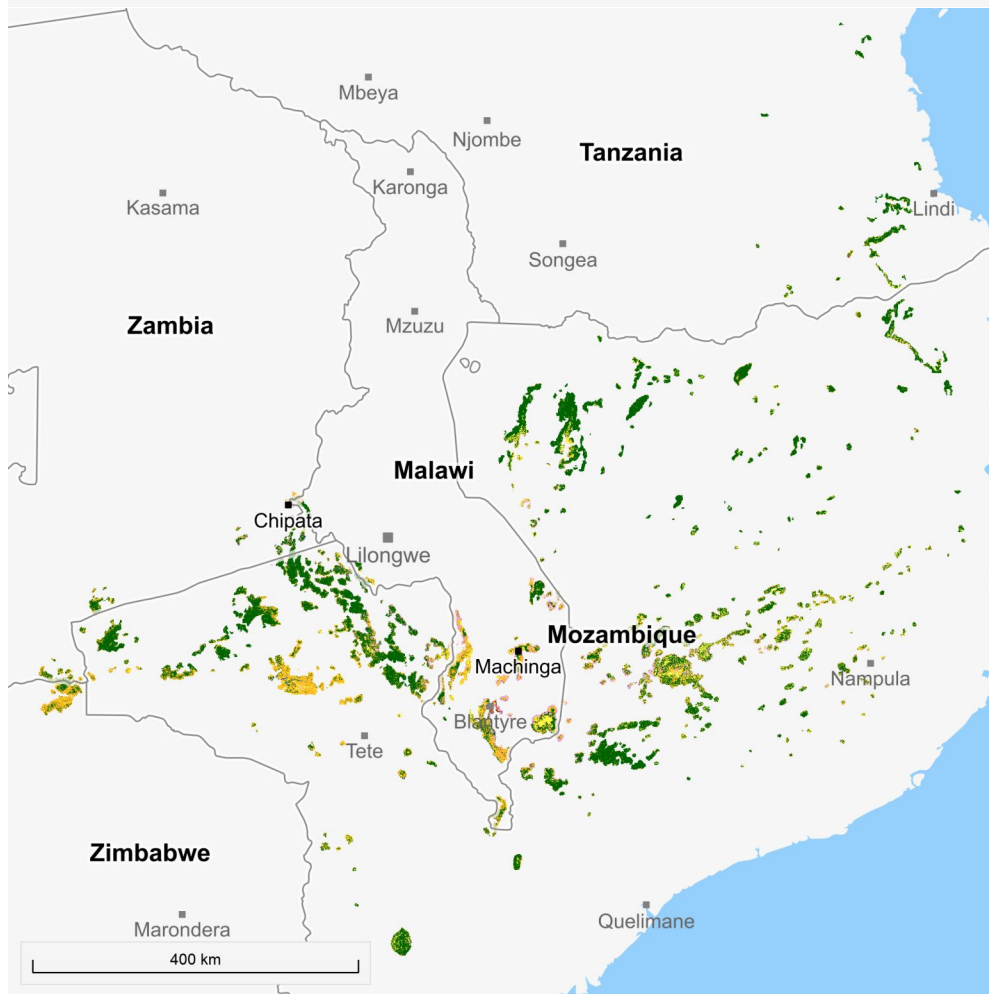 Mbeya
Njombe
Tanzania
Karonga
Kasama
Lindi
Songea
Zambia
Mzuzu
Malawi
Chipata
Lilongwe
Mozambique
Machinga
Nampula
Blantyre
Tete
Zimbabwe
Quelimane
Marondera
400 km